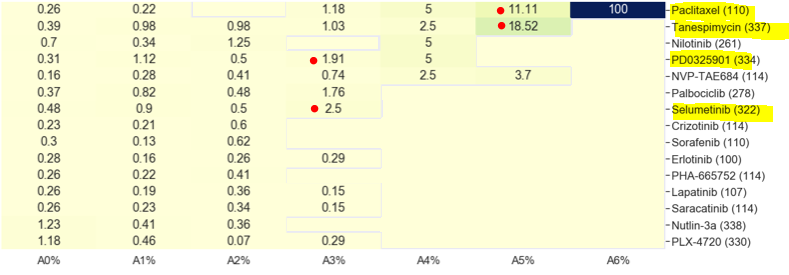 0.26 0.22 1.18 5 11.11 100 Paclitaxel (110)
0.39 0.98 0.98 1.03 2.5 18.52 Tanespimycin (337)
0.7 0.34 1.25 5 Nilotinib (261)
0.31 1.12 0.5 1.91 5 PD0325901 (334)
0.16 0.28 0.41 0.74 2.5 3.7 NVP-TAE684 (114)
0.37 0.82 0.48 1.76 Palbociclib (278)
0.48 0.9 0.5 2.5 Selumetinib (322)
0.23 0.21 0.6 Crizotinib (114)
0.3 0.13 0.62 Sorafenib (110)
0.28 0.16 0.26 0.29 Erlotinib (100)
0.26 0.22 0.41 PHA-665752 (114)
0.26 0.19 0.36 0.15 Lapatinib (107)
0.26 0.23 0.34 0.15 Saracatinib (114)
1.23 0.41 0.36 Nutlin-3a (338)
1.18 0.46 0.07 0.29 PLX-4720 (330)
A0% A1% A2% A3% A4% A5% A6%